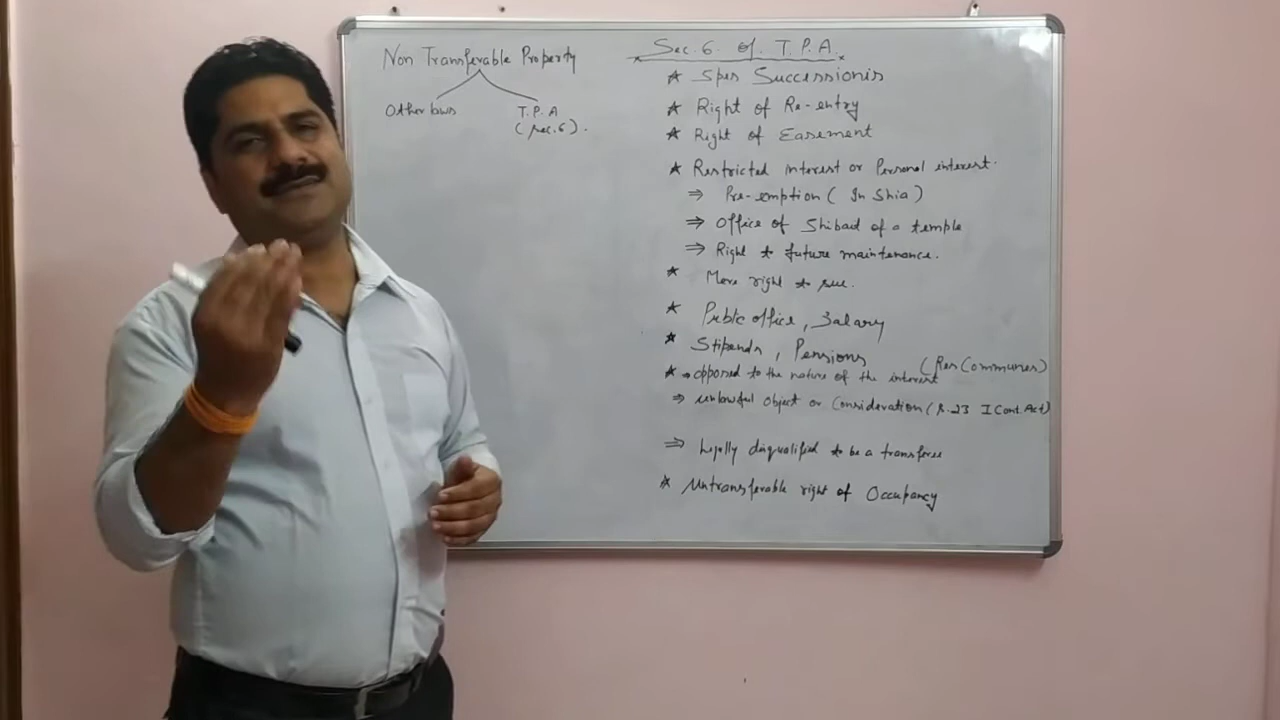 Non Transferable Property
Other laws T.P.A
(Sec.6).
Sec. 6 of T.P.A.
★ Spes Successionis
★ Right of Re-entry
★ Right of Easement
★ Restricted interest or Personal interest.
⇒ Pre-emption ( In Shia )
⇒ Office of Shibait of a temple
⇒ Right to future maintenance.
★ Mere right to sue.
★ Public office, Salary
★ Stipends, Pensions
(Res Communes)
★ → opposed to the nature of the interest
⇒ unlawful object or Consideration (S.23 I Cont. Act)
⇒ Legally disqualified to be a transferee
★ Untransferable right of Occupancy